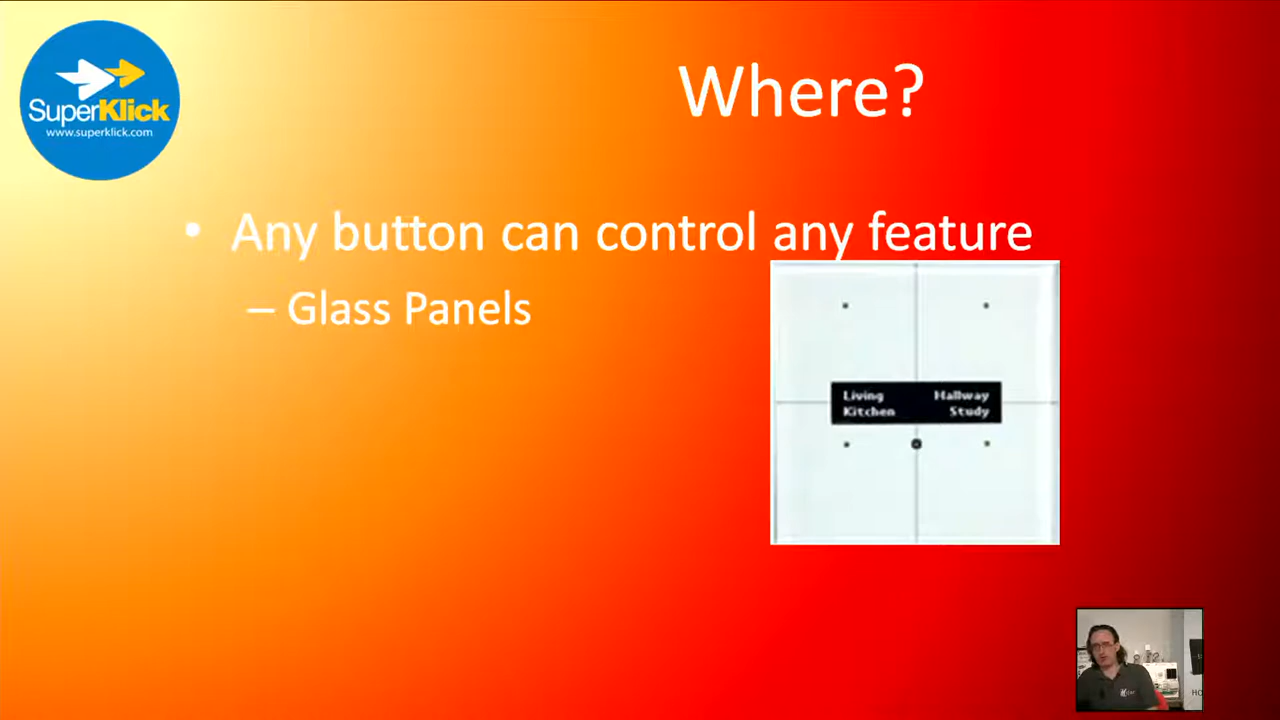 SuperKlick
www.superklick.com
Where?
• Any button can control any feature
– Glass Panels
Living Hallway
Kitchen Study